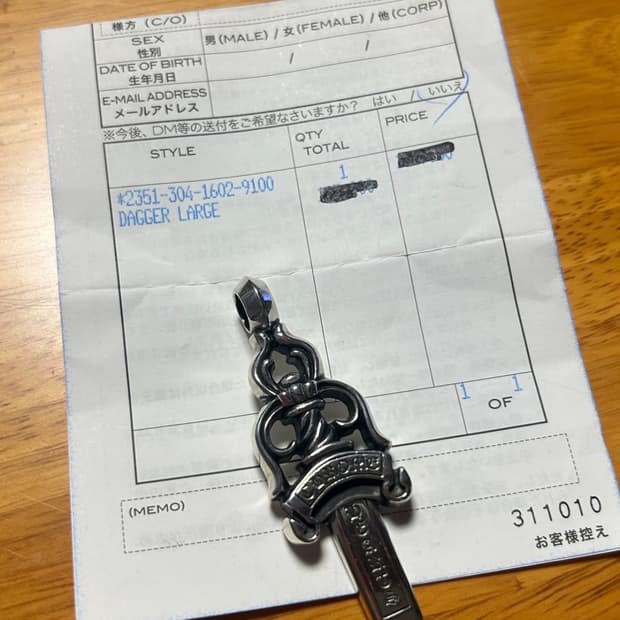 様方 (C/O)
SEX
性別
男 (MALE) / 女 (FEMALE) / 他 (CORP)
DATE OF BIRTH
生年月日
/ /
E-MAIL ADDRESS
メールアドレス
※今後、DM等の送付をご希望なさいますか? はい / いいえ
STYLE
QTY
TOTAL
PRICE
*2351-304-1602-9100
DAGGER LARGE
1
1 OF 1
(MEMO)
311010
お客様控え